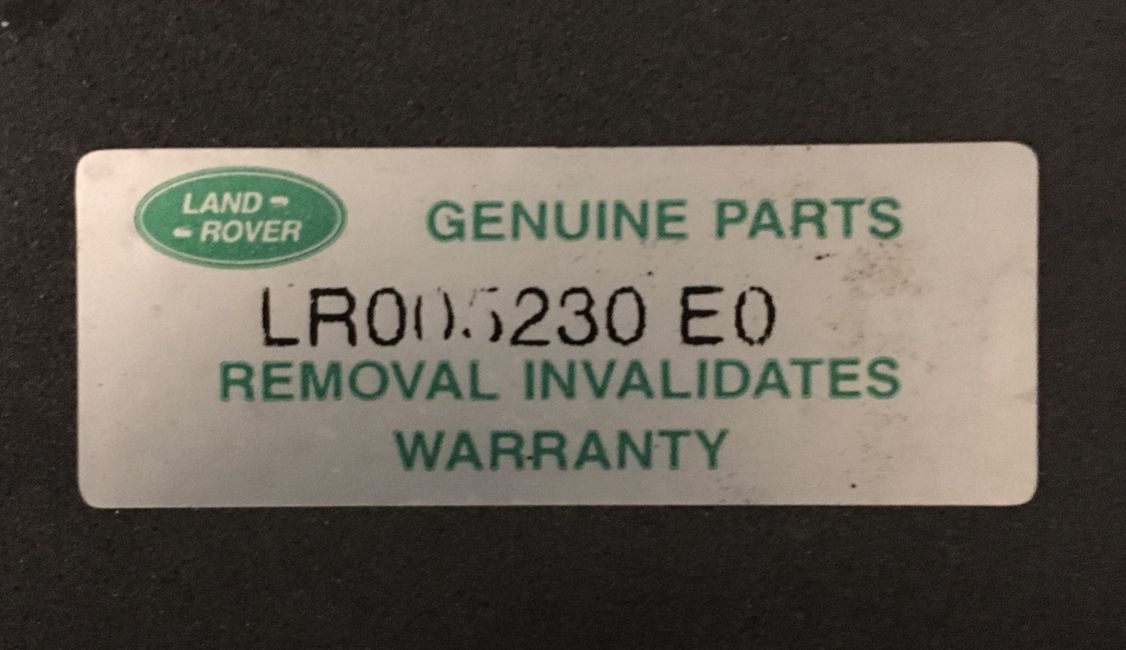 LAND -
- ROVER
GENUINE PARTS
LR005230 E0
REMOVAL INVALIDATES
WARRANTY